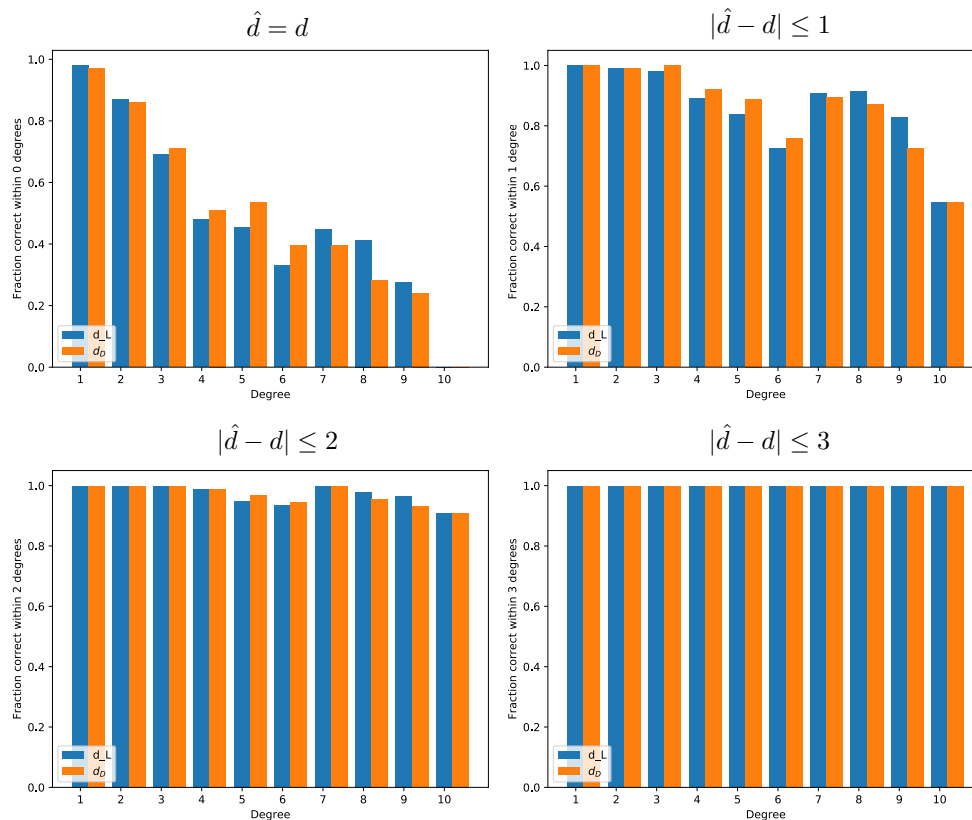 d̂ = d
Fraction correct within 0 degrees
1.0
0.8
0.6
0.4
0.2
0.0
d_L
d_D
1 2 3 4 5 6 7 8 9 10
Degree
|d̂ − d| ≤ 1
Fraction correct within 1 degree
1.0
0.8
0.6
0.4
0.2
0.0
d_L
d_D
1 2 3 4 5 6 7 8 9 10
Degree
|d̂ − d| ≤ 2
Fraction correct within 2 degrees
1.0
0.8
0.6
0.4
0.2
0.0
d_L
d_D
1 2 3 4 5 6 7 8 9 10
Degree
|d̂ − d| ≤ 3
Fraction correct within 3 degrees
1.0
0.8
0.6
0.4
0.2
0.0
d_L
d_D
1 2 3 4 5 6 7 8 9 10
Degree